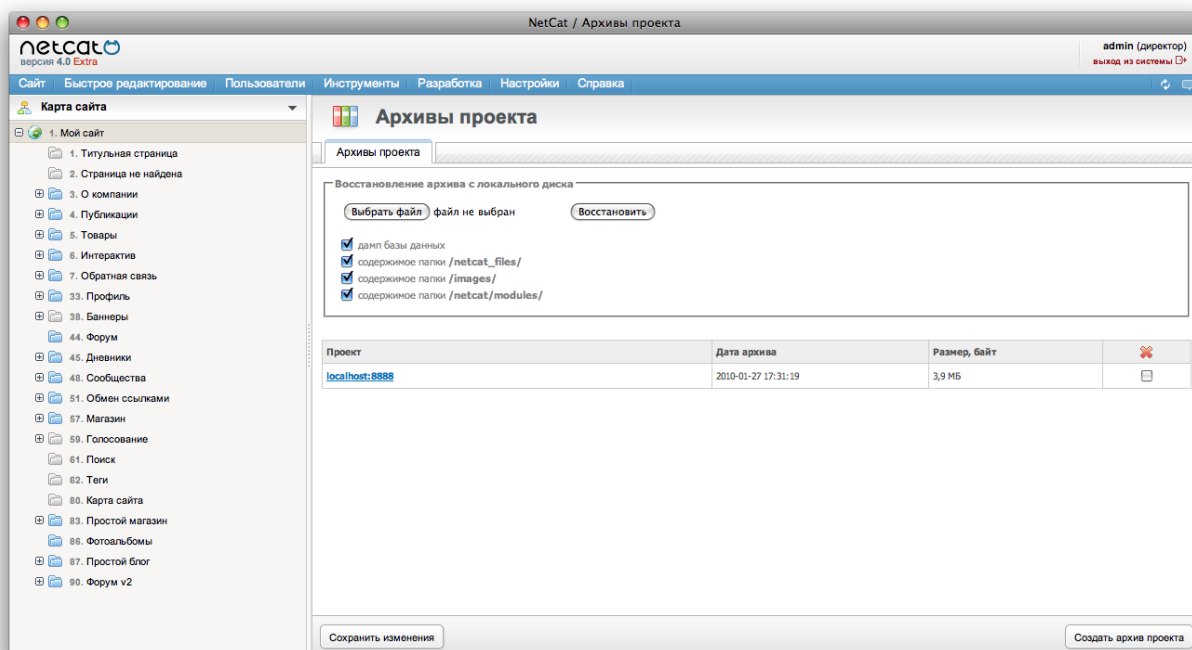 NetCat / Архивы проекта
netcat
версия 4.0 Extra
admin (директор)
выход из системы
Сайт Быстрое редактирование Пользователи Инструменты Разработка Настройки Справка
Карта сайта
Архивы проекта
1. Мой сайт
1. Титульная страница
2. Страница не найдена
3. О компании
4. Публикации
5. Товары
6. Интерактив
7. Обратная связь
33. Профиль
38. Баннеры
44. Форум
45. Дневники
48. Сообщества
51. Обмен ссылками
57. Магазин
59. Голосование
61. Поиск
62. Теги
80. Карта сайта
83. Простой магазин
86. Фотоальбомы
87. Простой блог
90. Форум v2
Архивы проекта
Восстановление архива с локального диска
Выбрать файл файл не выбран Восстановить
дамп базы данных
содержимое папки /netcat_files/
содержимое папки /images/
содержимое папки /netcat/modules/
Проект Дата архива Размер, байт
localhost:8888 2010-01-27 17:31:19 3,9 МБ
Сохранить изменения Создать архив проекта